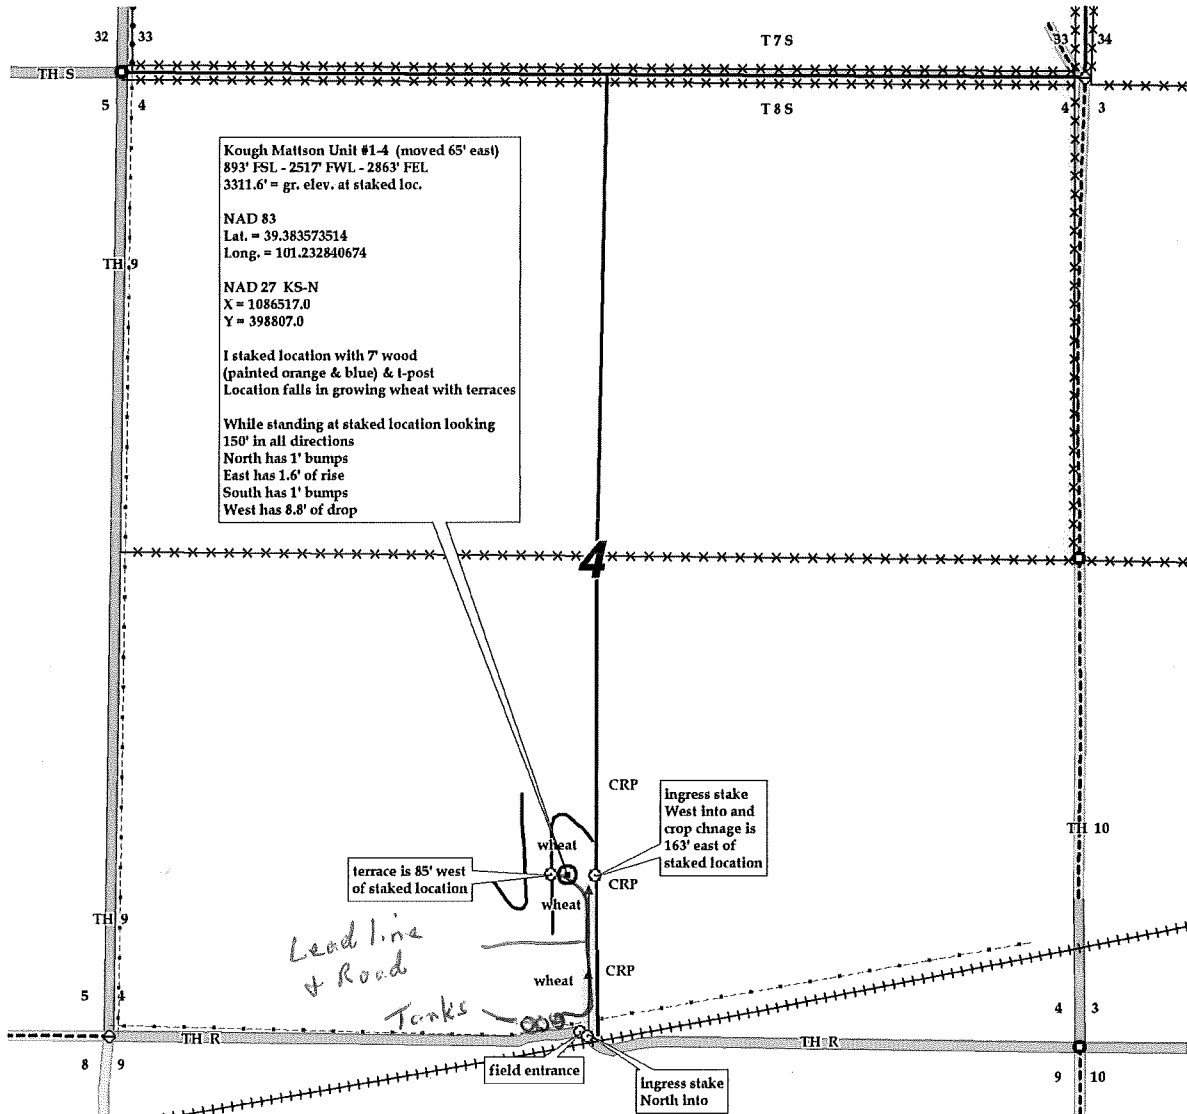 32 33
T 7 S
33 34
TH S
5 4
T 8 S
4 3
Kough Mattson Unit #1-4 (moved 65' east)
893' FSL - 2517' FWL - 2863' FEL
3311.6' = gr. elev. at staked loc.
NAD 83
Lat. = 39.383573514
Long. = 101.232840674
NAD 27 KS-N
X = 1086517.0
Y = 398807.0
I staked location with 7' wood
(painted orange & blue) & t-post
Location falls in growing wheat with terraces
While standing at staked location looking
150' in all directions
North has 1' bumps
East has 1.6' of rise
South has 1' bumps
West has 8.8' of drop
TH 9
4
CRP
ingress stake
West into and
crop chnage is
163' east of
staked location
TH 10
wheat
terrace is 85' west
of staked location
CRP
wheat
TH 9
Lead line
& Road
wheat
CRP
Tanks
5 4
4 3
TH R
TH R
8 9
field entrance
ingress stake
North into
9 10